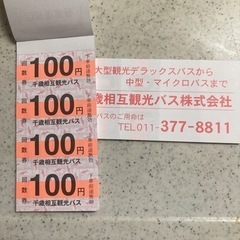 回数券
100円
千歳相互観光バス
回数券
100円
千歳相互観光バス
回数券
100円
千歳相互観光バス
回数券
100円
千歳相互観光バス
大型観光デラックスバスから
中型・マイクロバスまで
歳相互観光バス株式会社
バスのご用命は
TEL 011-377-8811